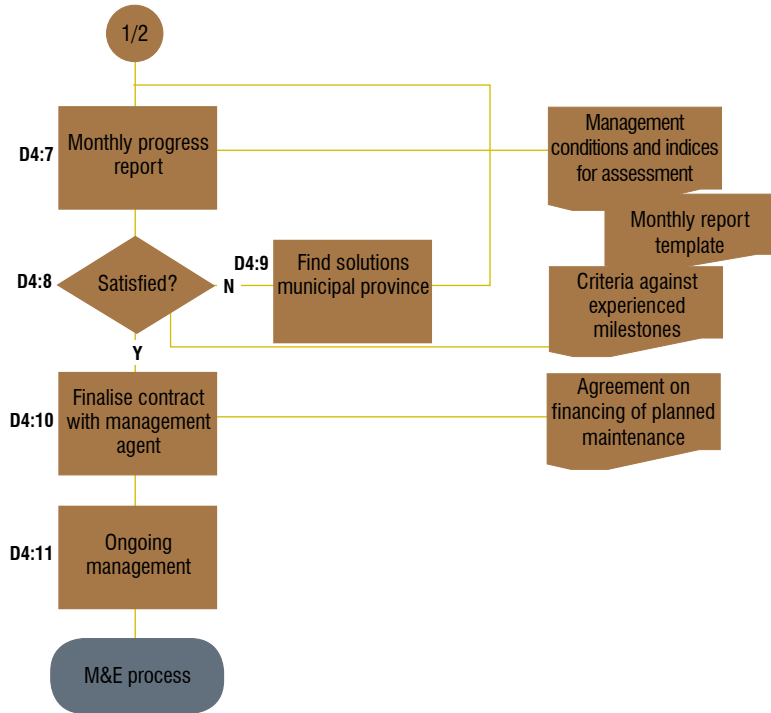 1/2
D4:7
Monthly progress
report
Management
conditions and indices
for assessment
Monthly report
template
D4:8
Satisfied?
N
D4:9
Find solutions
municipal province
Criteria against
experienced
milestones
Y
D4:10
Finalise contract
with management
agent
Agreement on
financing of planned
maintenance
D4:11
Ongoing
management
M&E process